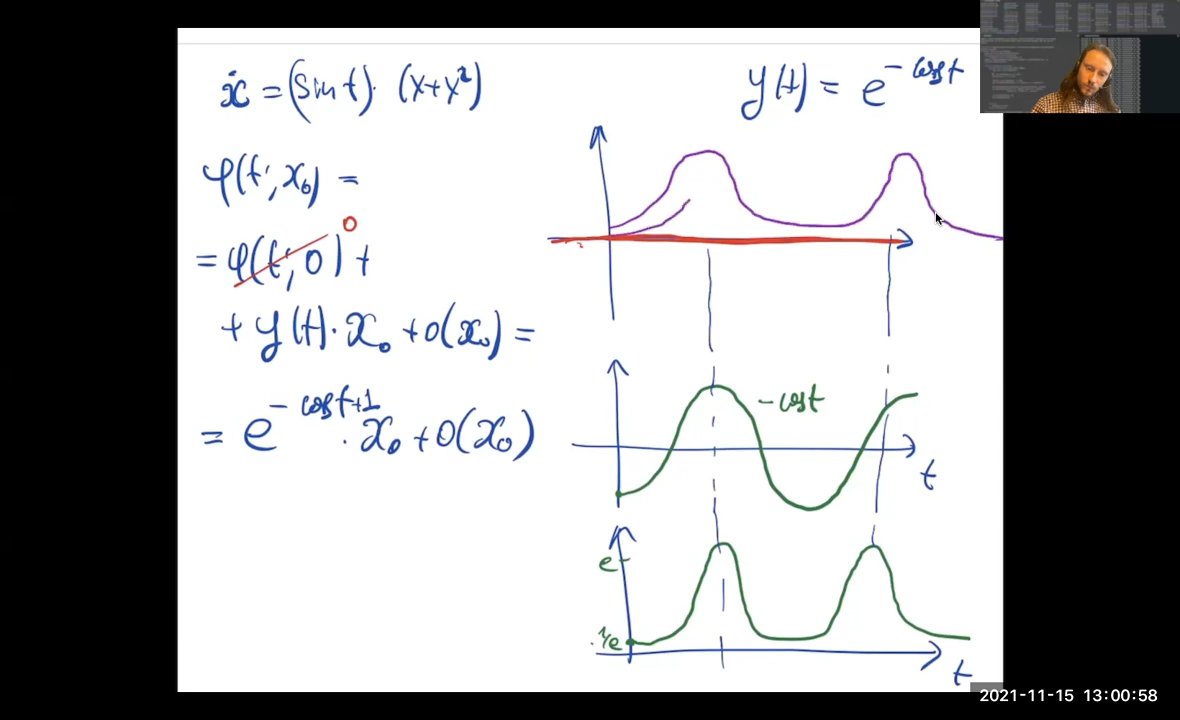 ẋ = (sin t) · (x+x²)
φ(t; x₀) =
= φ(t; 0) 0 +
+ y(t) · x₀ + o(x₀) =
= e^(- cos t+1) · x₀ + o(x₀)
y(t) = e^(- cos t)
- cos t
t
e
1/e
t
2021-11-15 13:00:58